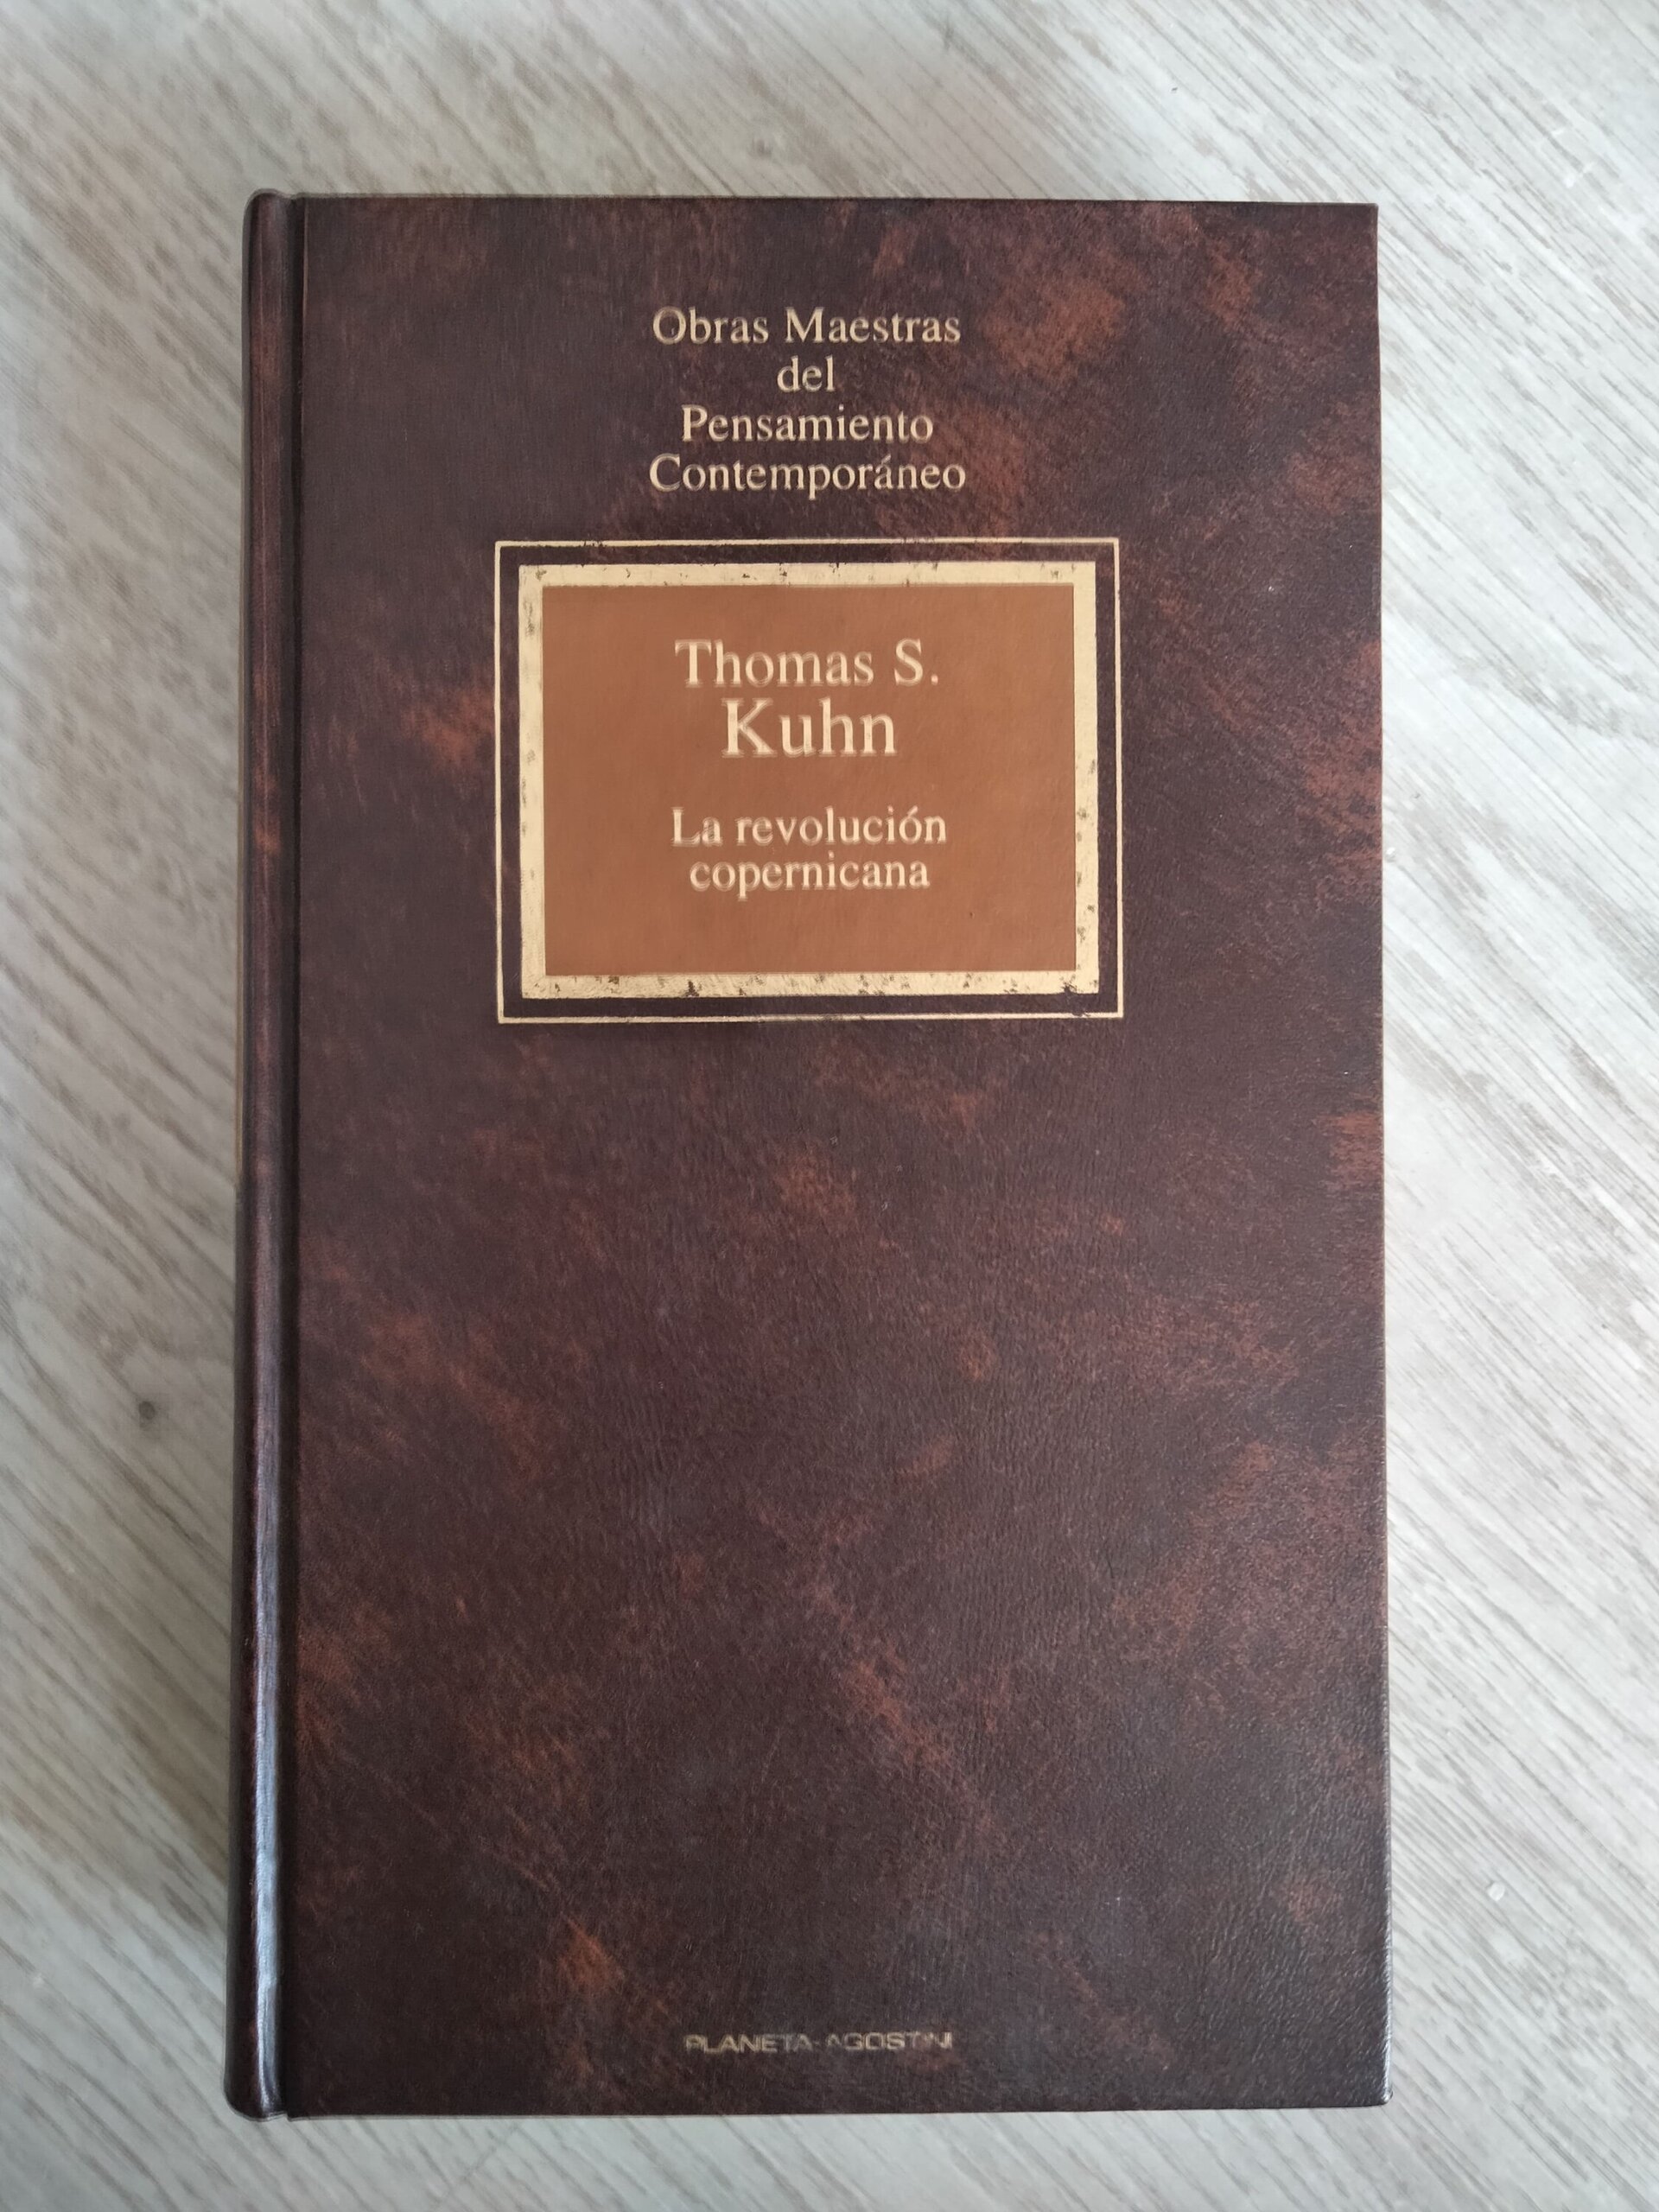 Obras Maestras
del
Pensamiento
Contemporáneo
Thomas S.
Kuhn
La revolución
copernicana
PLANETA-AGOSTINI